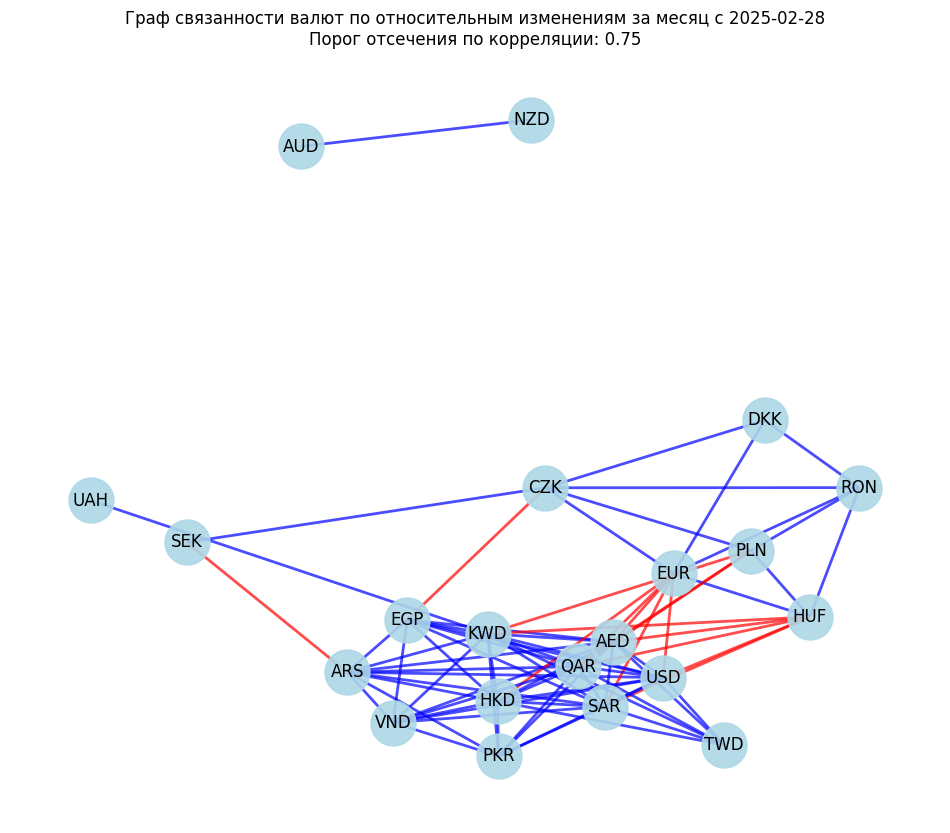 Граф связанности валют по относительным изменениям за месяц с 2025-02-28
Порог отсечения по корреляции: 0.75
NZD
AUD
DKK
CZK
RON
UAH
SEK
PLN
EUR
HUF
EGP
KWD
AED
QAR
ARS
USD
HKD
SAR
VND
TWD
PKR